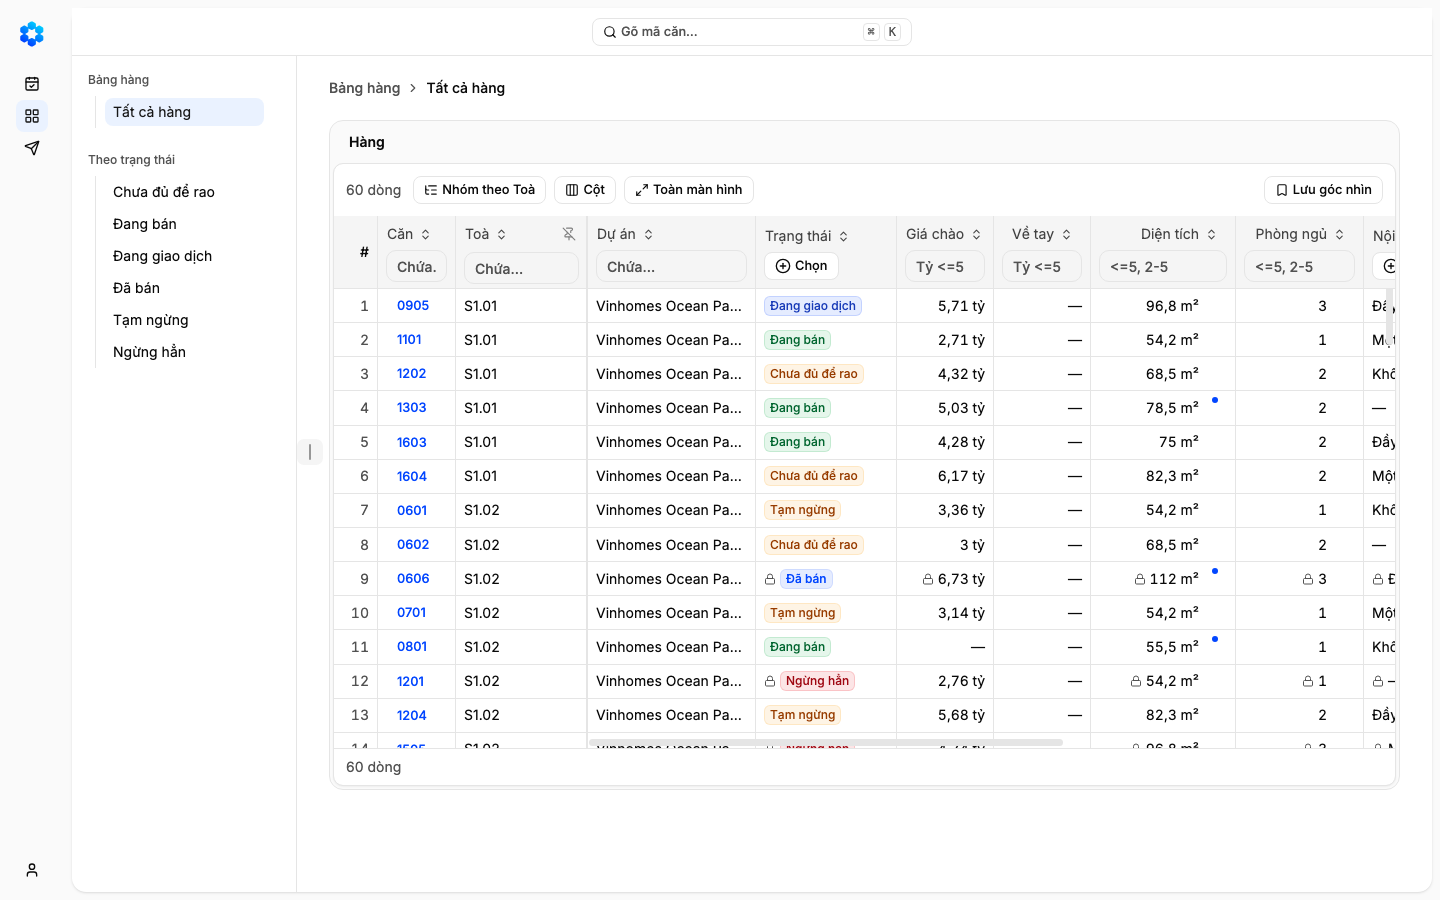 Gõ mã căn... ⌘ K
Bảng hàng
Tất cả hàng
Theo trạng thái
Chưa đủ để rao
Đang bán
Đang giao dịch
Đã bán
Tạm ngừng
Ngừng hẳn
Bảng hàng > Tất cả hàng
Hàng
60 dòng Nhóm theo Toà Cột Toàn màn hình Lưu góc nhìn
# Căn Toà Dự án Trạng thái Giá chào Về tay Diện tích Phòng ngủ Nội
Chứa. Chứa... Chứa... Chọn Tỷ <=5 Tỷ <=5 <=5, 2-5 <=5, 2-5
1 0905 S1.01 Vinhomes Ocean Pa... Đang giao dịch 5,71 tỷ — 96,8 m² 3
2 1101 S1.01 Vinhomes Ocean Pa... Đang bán 2,71 tỷ — 54,2 m² 1 Một
3 1202 S1.01 Vinhomes Ocean Pa... Chưa đủ để rao 4,32 tỷ — 68,5 m² 2 Khô
4 1303 S1.01 Vinhomes Ocean Pa... Đang bán 5,03 tỷ — 78,5 m² 2 —
5 1603 S1.01 Vinhomes Ocean Pa... Đang bán 4,28 tỷ — 75 m² 2 Đầy
6 1604 S1.01 Vinhomes Ocean Pa... Chưa đủ để rao 6,17 tỷ — 82,3 m² 2 Một
7 0601 S1.02 Vinhomes Ocean Pa... Tạm ngừng 3,36 tỷ — 54,2 m² 1 Khô
8 0602 S1.02 Vinhomes Ocean Pa... Chưa đủ để rao 3 tỷ — 68,5 m² 2 —
9 0606 S1.02 Vinhomes Ocean Pa... Đã bán 6,73 tỷ — 112 m² 3
10 0701 S1.02 Vinhomes Ocean Pa... Tạm ngừng 3,14 tỷ — 54,2 m² 1 Một
11 0801 S1.02 Vinhomes Ocean Pa... Đang bán — — 55,5 m² 1 Khô
12 1201 S1.02 Vinhomes Ocean Pa... Ngừng hẳn 2,76 tỷ — 54,2 m² 1 —
13 1204 S1.02 Vinhomes Ocean Pa... Tạm ngừng 5,68 tỷ — 82,3 m² 2 Đầy
60 dòng